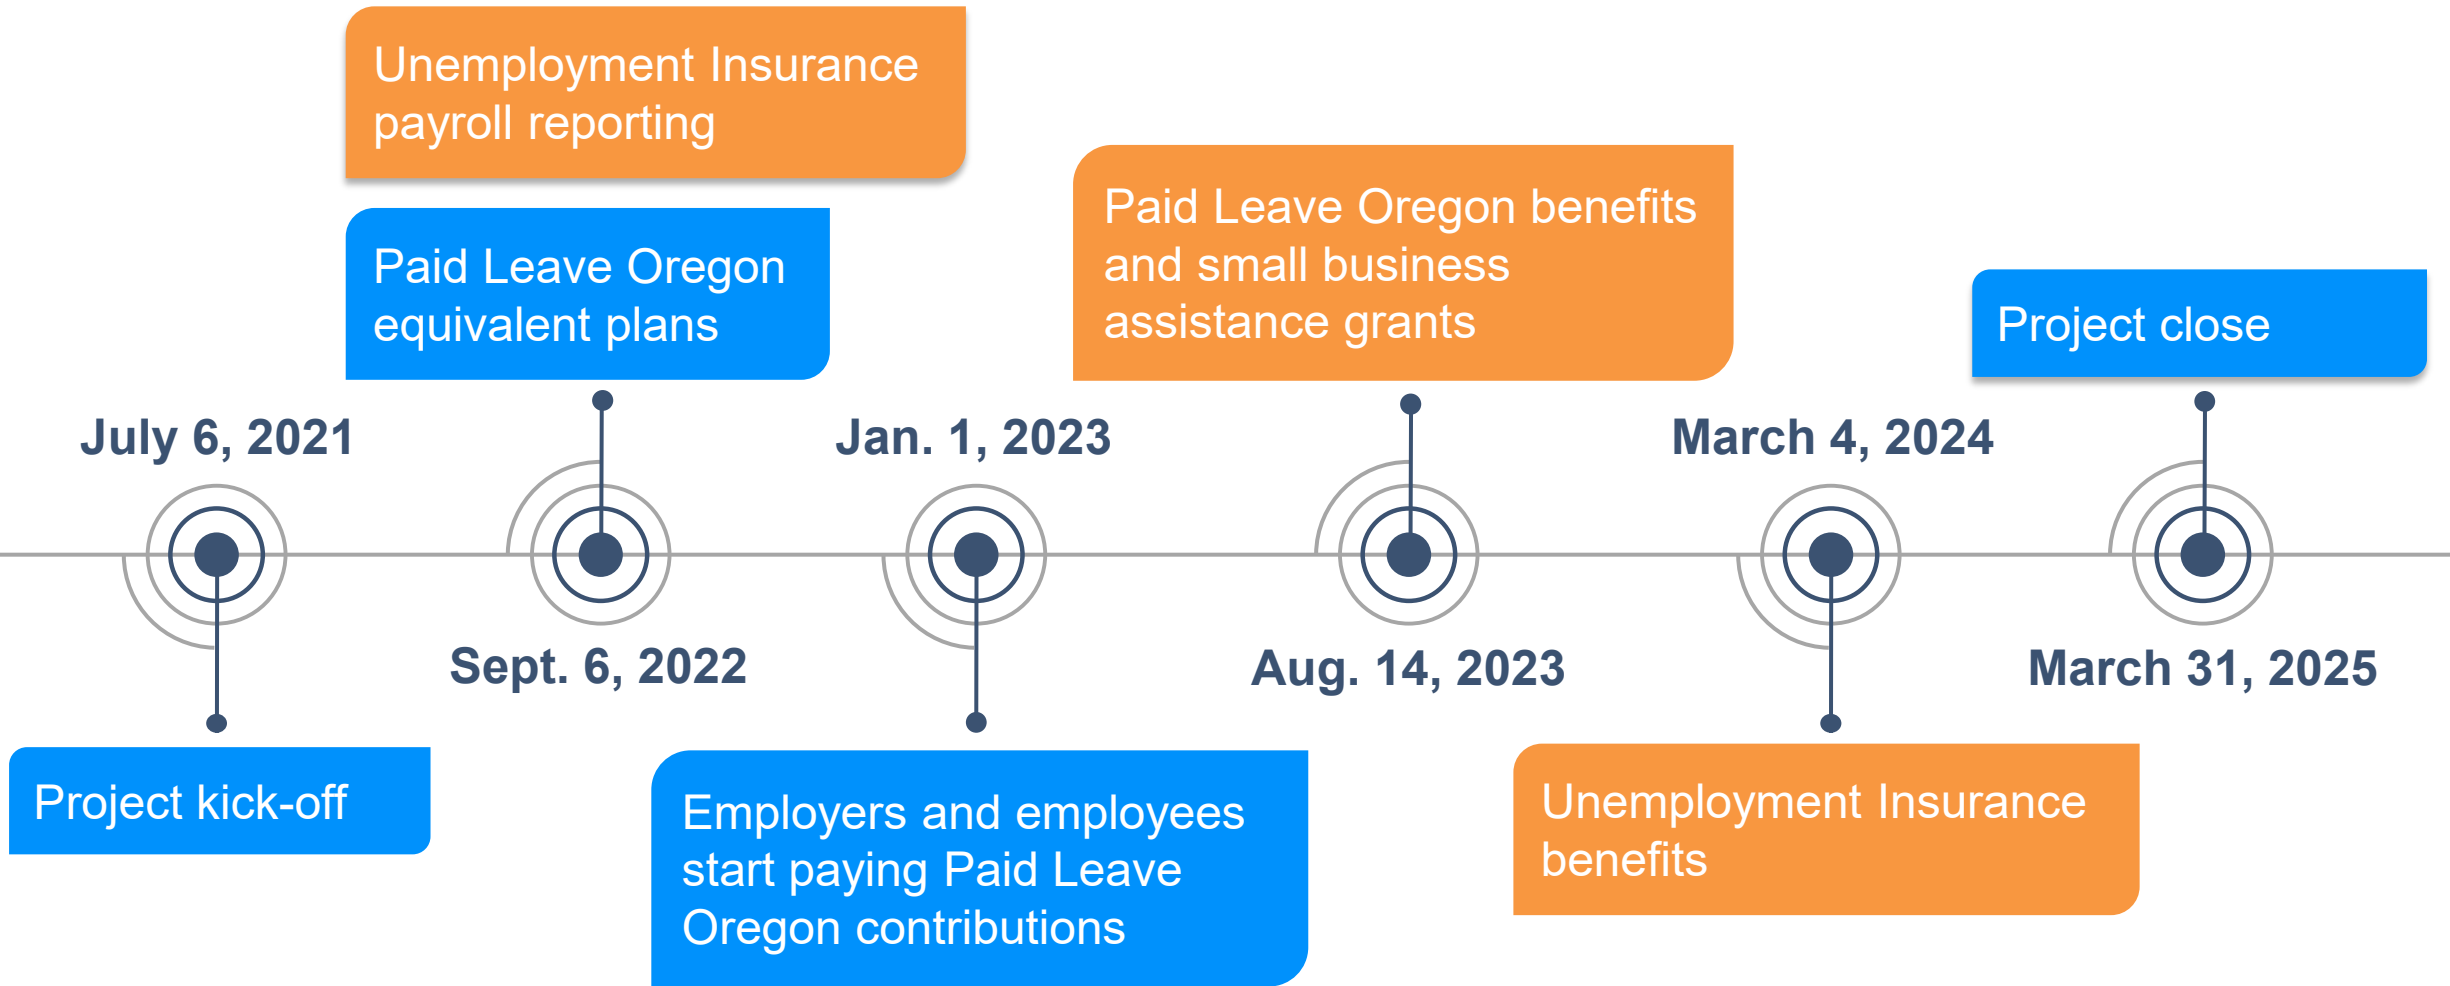 Unemployment Insurance
payroll reporting
Paid Leave Oregon
equivalent plans
Paid Leave Oregon benefits
and small business
assistance grants
Project close
July 6, 2021
Jan. 1, 2023
March 4, 2024
Sept. 6, 2022
Aug. 14, 2023
March 31, 2025
Project kick-off
Employers and employees
start paying Paid Leave
Oregon contributions
Unemployment Insurance
benefits